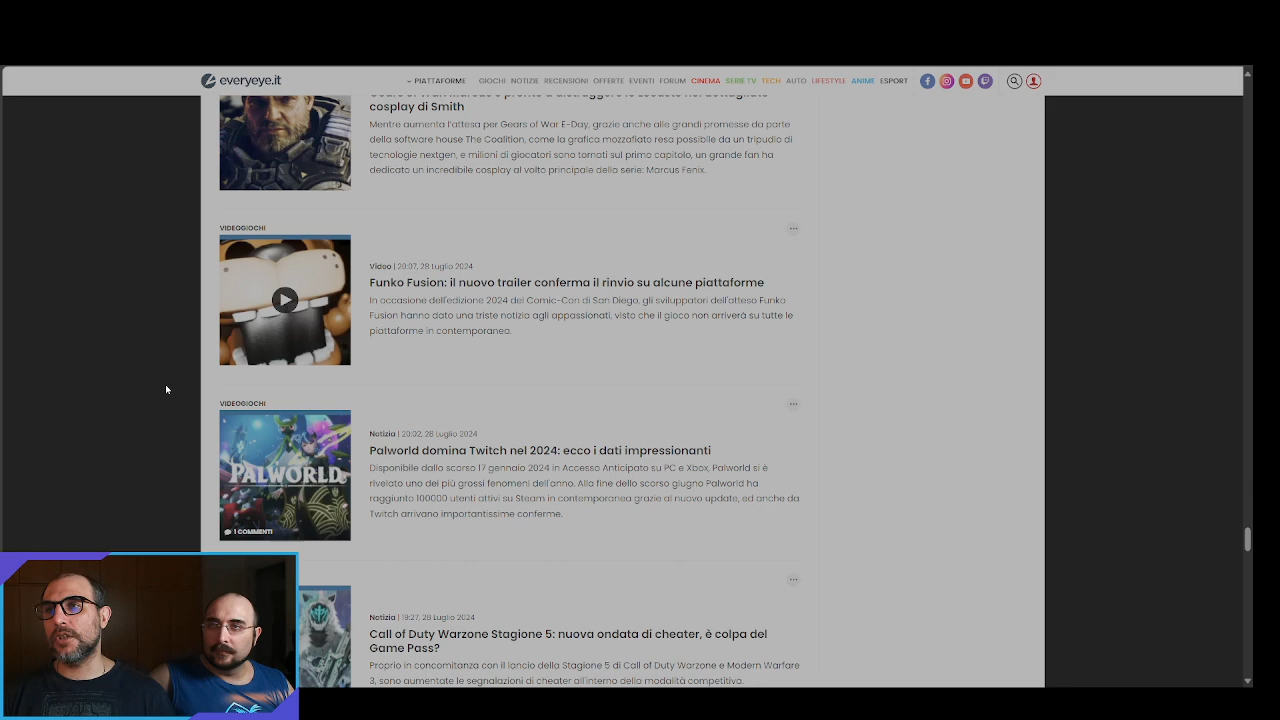 everyeye.it
PIATTAFORME GIOCHI NOTIZIE RECENSIONI OFFERTE EVENTI FORUM CINEMA SERIE TV TECH AUTO LIFESTYLE ANIME ESPORT
cosplay di Smith
Mentre aumenta l'attesa per Gears of War E-Day, grazie anche alle grandi promesse da parte
della software house The Coalition, come la grafica mozzafiato resa possibile da un tripudio di
tecnologie nextgen, e milioni di giocatori sono tornati sul primo capitolo, un grande fan ha
dedicato un incredibile cosplay al volto principale della serie: Marcus Fenix.
VIDEOGIOCHI
Video | 20:07, 28 Luglio 2024
Funko Fusion: il nuovo trailer conferma il rinvio su alcune piattaforme
In occasione dell'edizione 2024 del Comic-Con di San Diego, gli sviluppatori dell'atteso Funko
Fusion hanno dato una triste notizia agli appassionati, visto che il gioco non arriverà su tutte le
piattaforme in contemporanea.
VIDEOGIOCHI
Notizia | 20:02, 28 Luglio 2024
Palworld domina Twitch nel 2024: ecco i dati impressionanti
Disponibile dallo scorso 17 gennaio 2024 in Accesso Anticipato su PC e Xbox, Palworld si è
rivelato uno dei più grossi fenomeni dell'anno. Alla fine dello scorso giugno Palworld ha
raggiunto 100000 utenti attivi su Steam in contemporanea grazie al nuovo update, ed anche da
Twitch arrivano importantissime conferme.
PALWORLD
1 COMMENTI
Notizia | 19:27, 28 Luglio 2024
Call of Duty Warzone Stagione 5: nuova ondata di cheater, è colpa del
Game Pass?
Proprio in concomitanza con il lancio della Stagione 5 di Call of Duty Warzone e Modern Warfare
3, sono aumentate le segnalazioni di cheater all'interno della modalità competitiva.